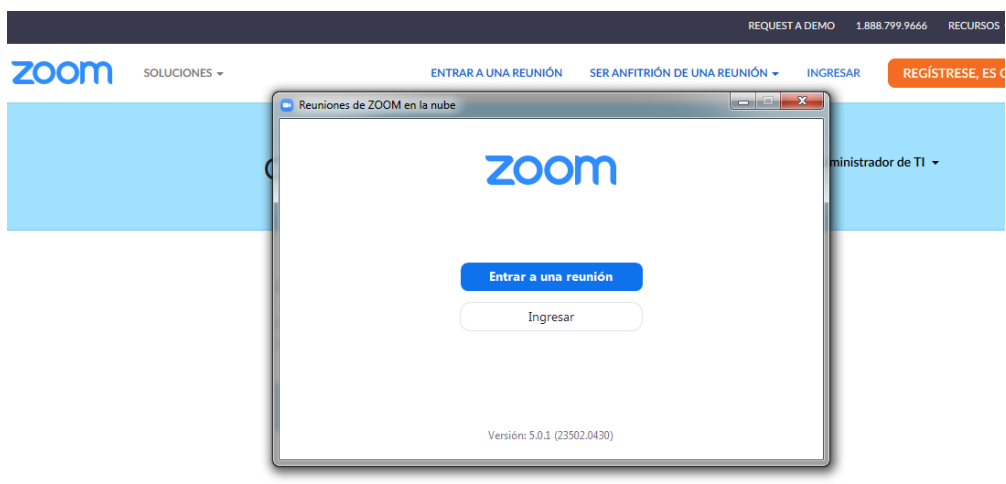 REQUEST A DEMO 1.888.799.9666 RECURSOS
zoom SOLUCIONES ENTRAR A UNA REUNIÓN SER ANFITRIÓN DE UNA REUNIÓN INGRESAR REGÍSTRESE, ES
Reuniones de ZOOM en la nube
zoom
de TI
Entrar a una reunión
Ingresar
Versión: 5.0.1 (23502.0430)